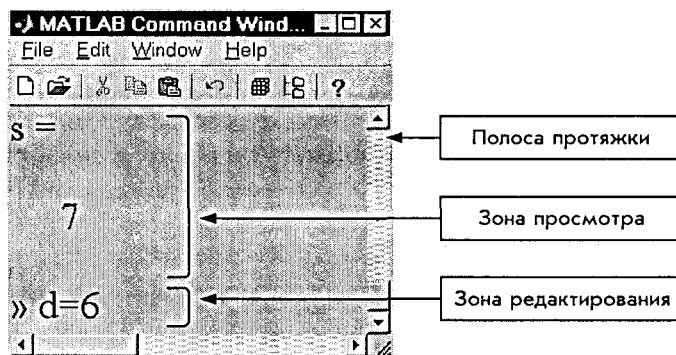 MATLAB Command Wind...
File Edit Window Help
?
s =
7
» d=6
Полоса протяжки
Зона просмотра
Зона редактирования